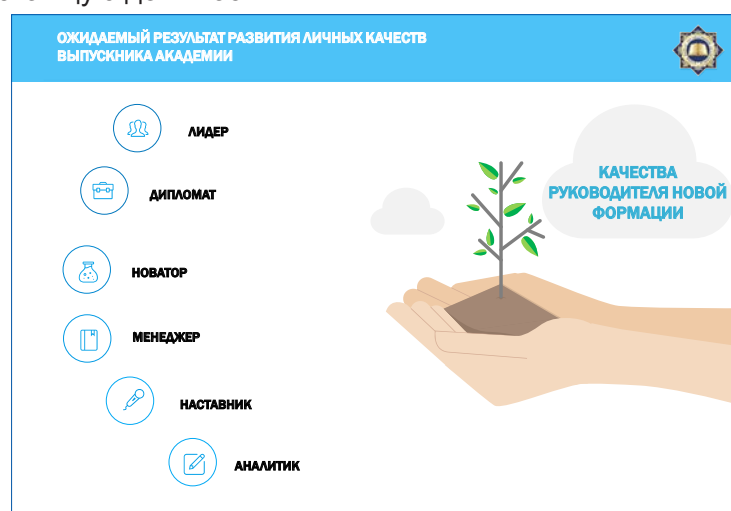 ОЖИДАЕМЫЙ РЕЗУЛЬТАТ РАЗВИТИЯ ЛИЧНЫХ КАЧЕСТВ
ВЫПУСКНИКА АКАДЕМИИ
ЛИДЕР
ДИПЛОМАТ
НОВАТОР
МЕНЕДЖЕР
НАСТАВНИК
АНАЛИТИК
КАЧЕСТВА
РУКОВОДИТЕЛЯ НОВОЙ
ФОРМАЦИИ